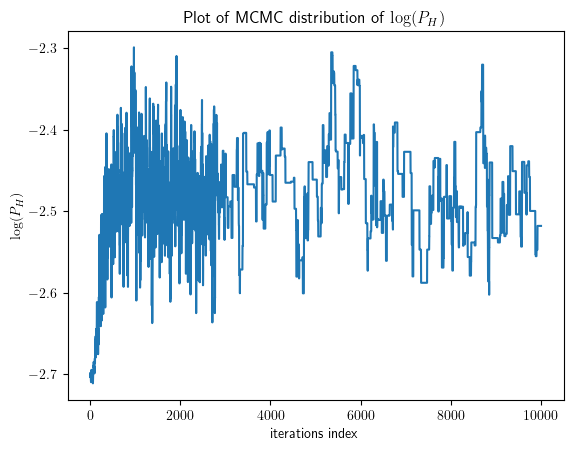 Plot of MCMC distribution of log(P_H)
log(P_H)
−2.3
−2.4
−2.5
−2.6
−2.7
0 2000 4000 6000 8000 10000
iterations index